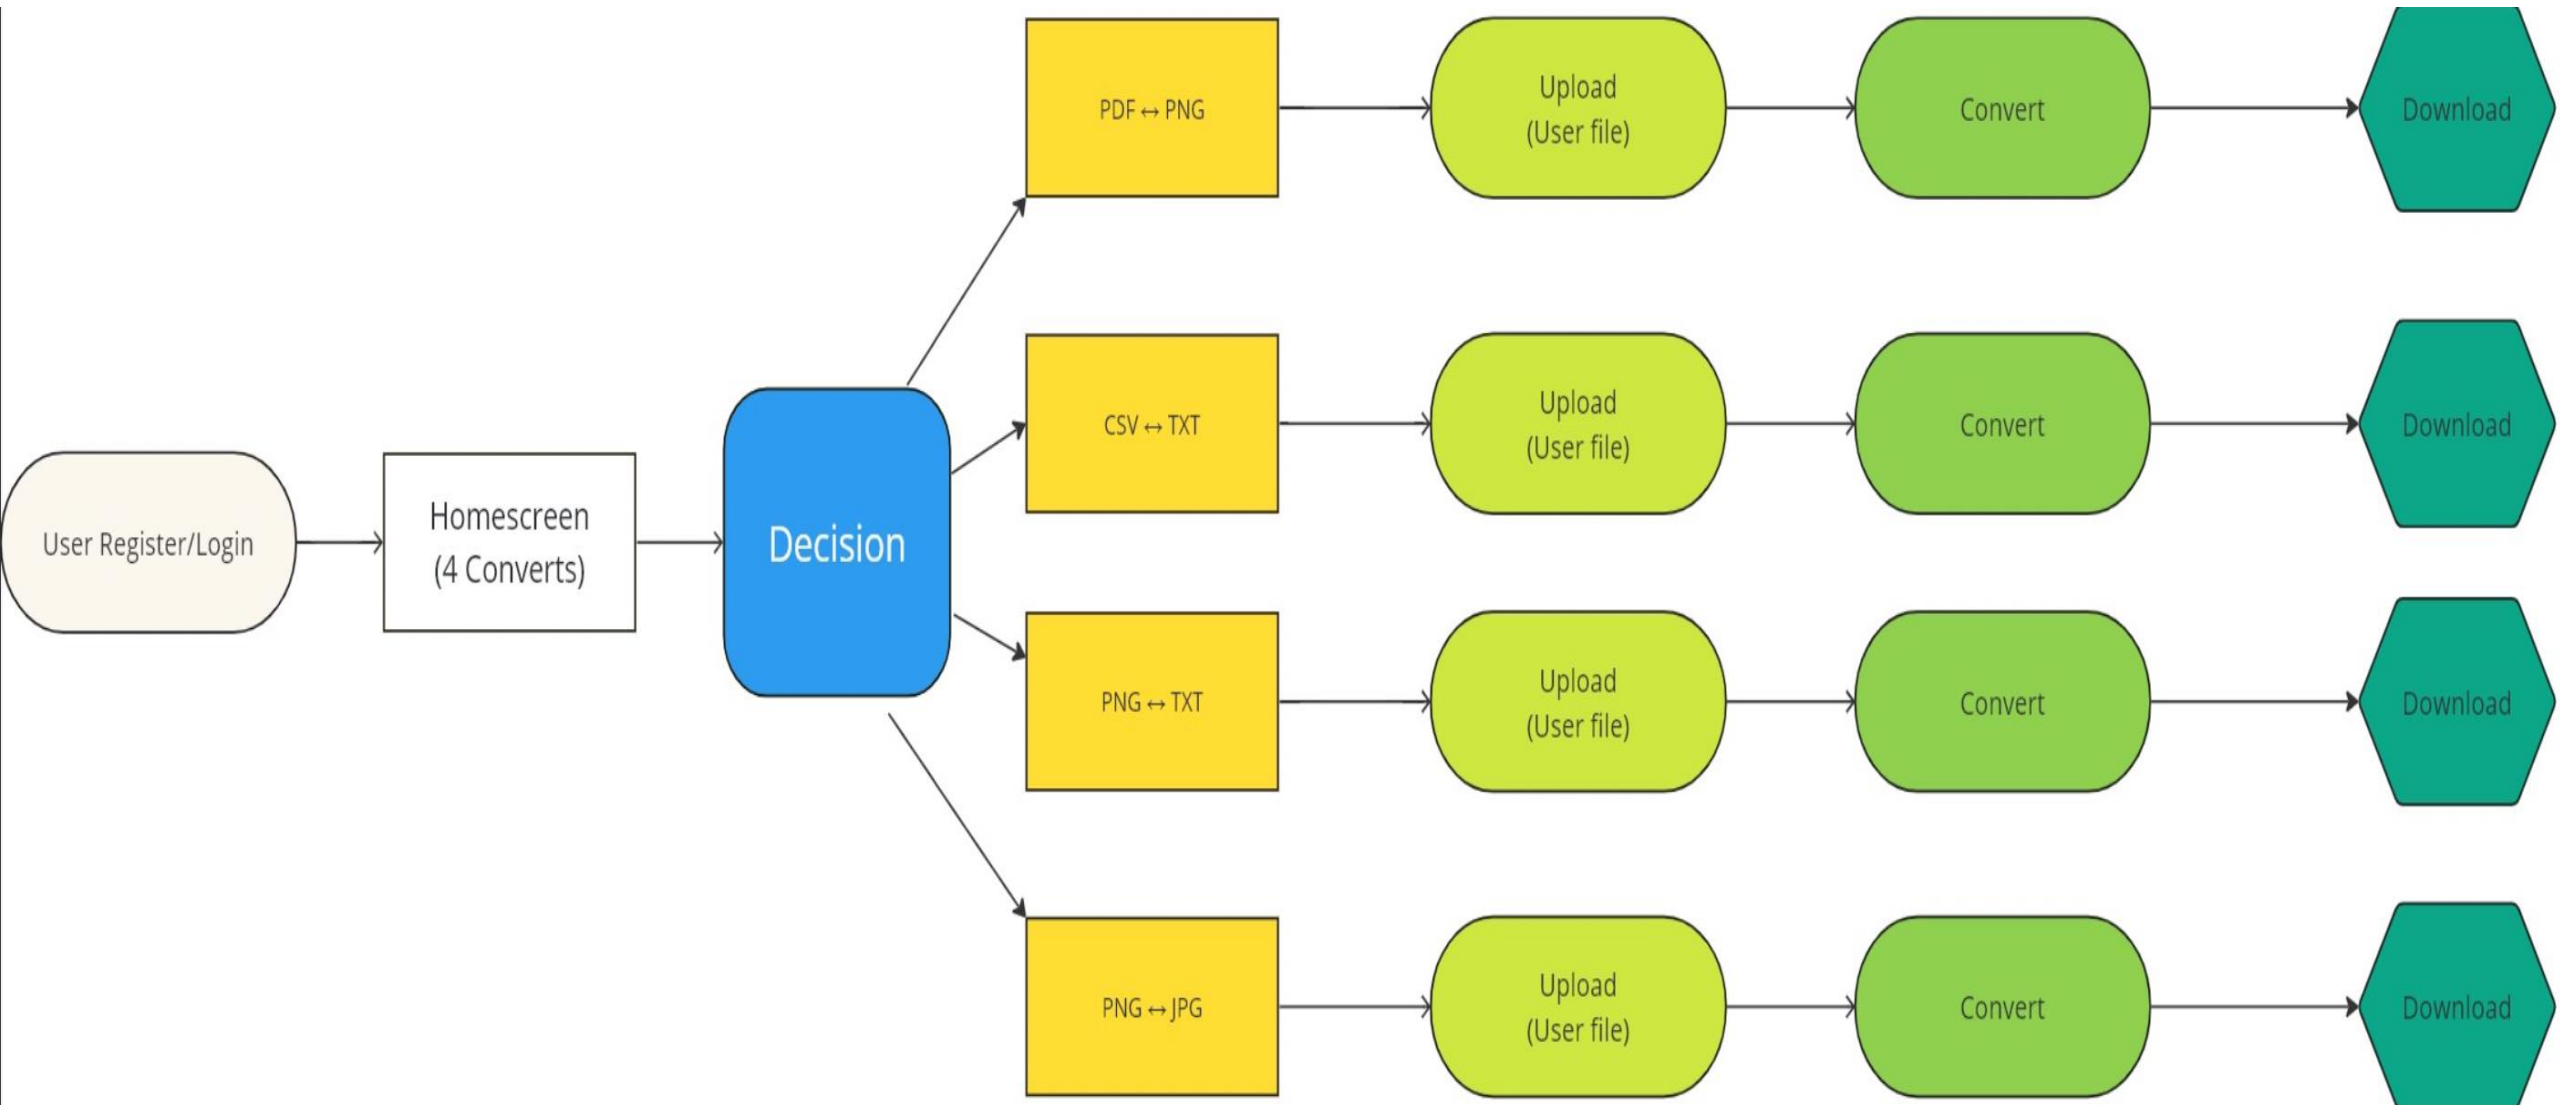 User Register/Login
Homescreen
(4 Converts)
Decision
PDF ↔ PNG
Upload
(User file)
Convert
Download
CSV ↔ TXT
Upload
(User file)
Convert
Download
PNG ↔ TXT
Upload
(User file)
Convert
Download
PNG ↔ JPG
Upload
(User file)
Convert
Download